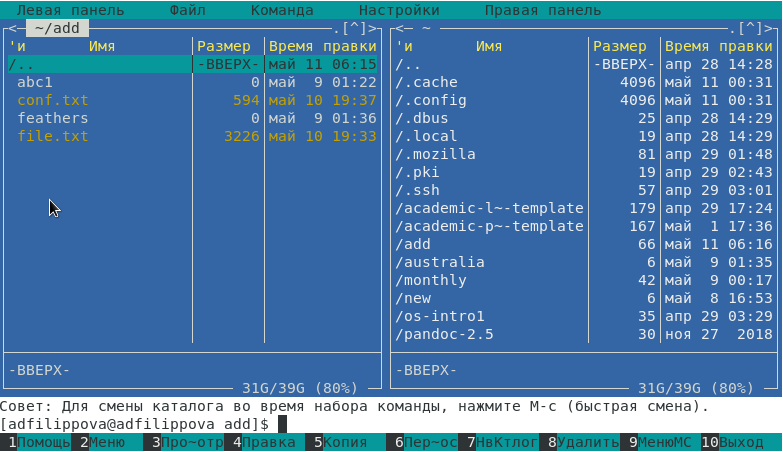 Левая панель Файл Команда Настройки Правая панель
<─ ~/add ─.[^]>
'и Имя Размер Время правки
/.. -ВВЕРХ- май 11 06:15
abc1 0 май 9 01:22
conf.txt 594 май 10 19:37
feathers 0 май 9 01:36
file.txt 3226 май 10 19:33
-ВВЕРХ-
31G/39G (80%)
<─ ~ ─.[^]>
'и Имя Размер Время правки
/.. -ВВЕРХ- апр 28 14:28
/.cache 4096 май 11 00:31
/.config 4096 май 11 00:31
/.dbus 25 апр 28 14:29
/.local 19 апр 28 14:29
/.mozilla 81 апр 29 01:48
/.pki 19 апр 29 02:43
/.ssh 57 апр 29 03:01
/academic-l~-template 179 апр 29 17:24
/academic-p~-template 167 май 1 17:36
/add 66 май 11 06:16
/australia 6 май 9 01:35
/monthly 42 май 9 00:17
/new 6 май 8 16:53
/os-intro1 35 апр 29 03:29
/pandoc-2.5 30 ноя 27 2018
-ВВЕРХ-
31G/39G (80%)
Совет: Для смены каталога во время набора команды, нажмите M-c (быстрая смена).
[adfilippova@adfilippova add]$
1Помощь 2Меню 3Про~отр 4Правка 5Копия 6Пер~ос 7НвКтлог 8Удалить 9МенюMC 10Выход